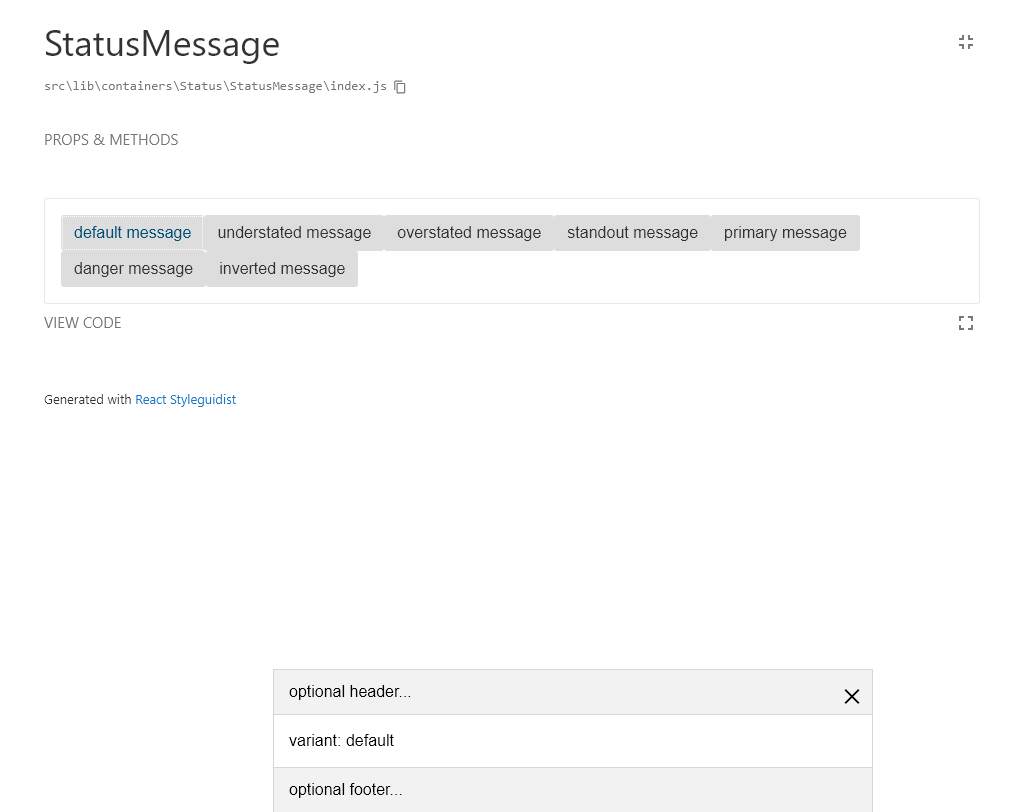 StatusMessage
src\lib\containers\Status\StatusMessage\index.js
PROPS & METHODS
default message understated message overstated message standout message primary message
danger message inverted message
VIEW CODE
Generated with React Styleguidist
optional header...
variant: default
optional footer...